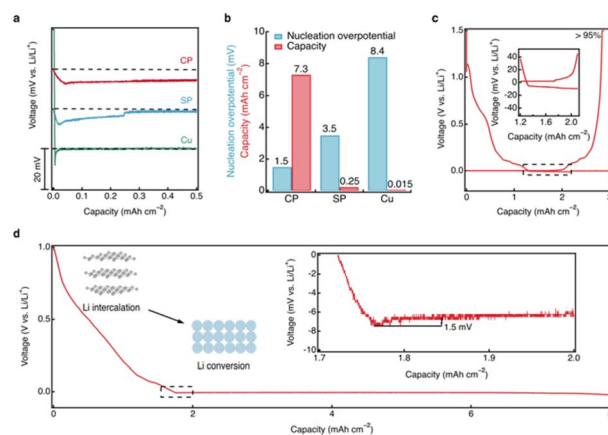 a
Voltage (mV vs. Li/Li⁺)
20 mV
CP
SP
Cu
0.0 0.1 0.2 0.3 0.4 0.5
Capacity (mAh cm⁻²)
b
Nucleation overpotential (mV)
Capacity (mAh cm⁻²)
10
8
6
4
2
0
Nucleation overpotential
Capacity
1.5
7.3
3.5
0.25
8.4
0.015
CP SP Cu
c
Voltage (V vs. Li/Li⁺)
1.5
1.0
0.5
0.0
> 95%
Voltage (mV vs. Li/Li⁺)
40
20
0
-20
-40
1.2 1.6 2.0
Capacity (mAh cm⁻²)
0 1 2
Capacity (mAh cm⁻²)
d
Voltage (V vs. Li/Li⁺)
1.0
0.5
0.0
Li intercalation
Li conversion
Voltage (mV vs. Li/Li⁺)
0
-2
-4
-6
-8
-10
1.5 mV
1.7 1.8 1.9 2.0
Capacity (mAh cm⁻²)
0 2 4 6
Capacity (mAh cm⁻²)